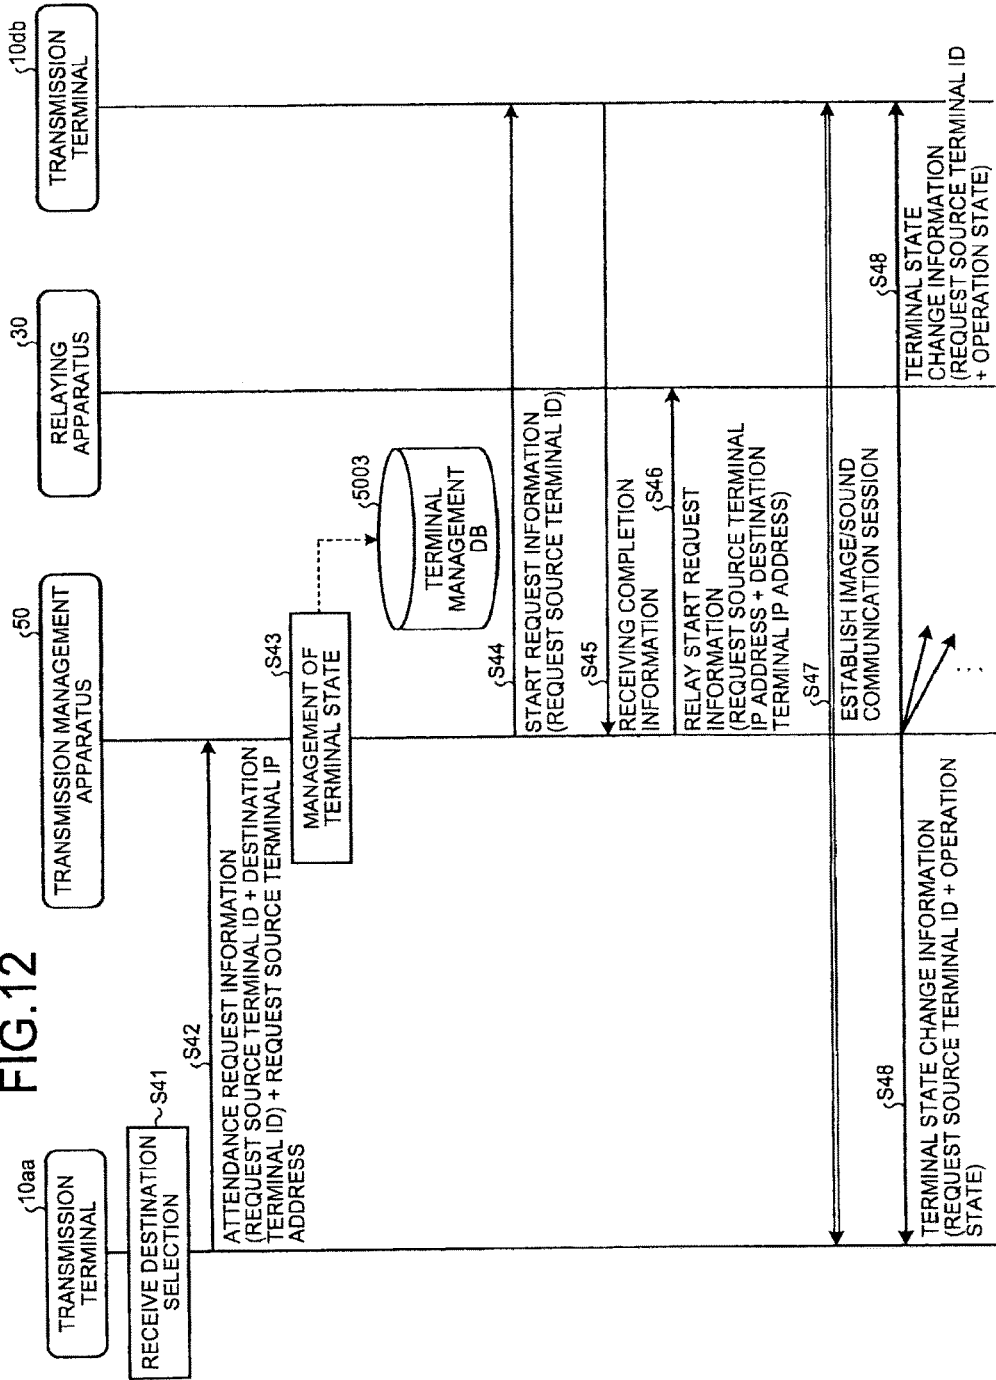 FIG.12
10aa
TRANSMISSION
TERMINAL
50
TRANSMISSION MANAGEMENT
APPARATUS
30
RELAYING
APPARATUS
10db
TRANSMISSION
TERMINAL
RECEIVE DESTINATION
SELECTION
S41
S42
ATTENDANCE REQUEST INFORMATION
(REQUEST SOURCE TERMINAL ID + DESTINATION
TERMINAL ID) + REQUEST SOURCE TERMINAL IP
ADDRESS
S43
MANAGEMENT OF
TERMINAL STATE
5003
TERMINAL
MANAGEMENT
DB
S44
START REQUEST INFORMATION
(REQUEST SOURCE TERMINAL ID)
S45
RECEIVING COMPLETION
INFORMATION
S46
RELAY START REQUEST
INFORMATION
(REQUEST SOURCE TERMINAL
IP ADDRESS + DESTINATION
TERMINAL IP ADDRESS)
S47
ESTABLISH IMAGE/SOUND
COMMUNICATION SESSION
S48
TERMINAL STATE CHANGE INFORMATION
(REQUEST SOURCE TERMINAL ID + OPERATION
STATE)
S48
TERMINAL STATE
CHANGE INFORMATION
(REQUEST SOURCE TERMINAL ID
+ OPERATION STATE)